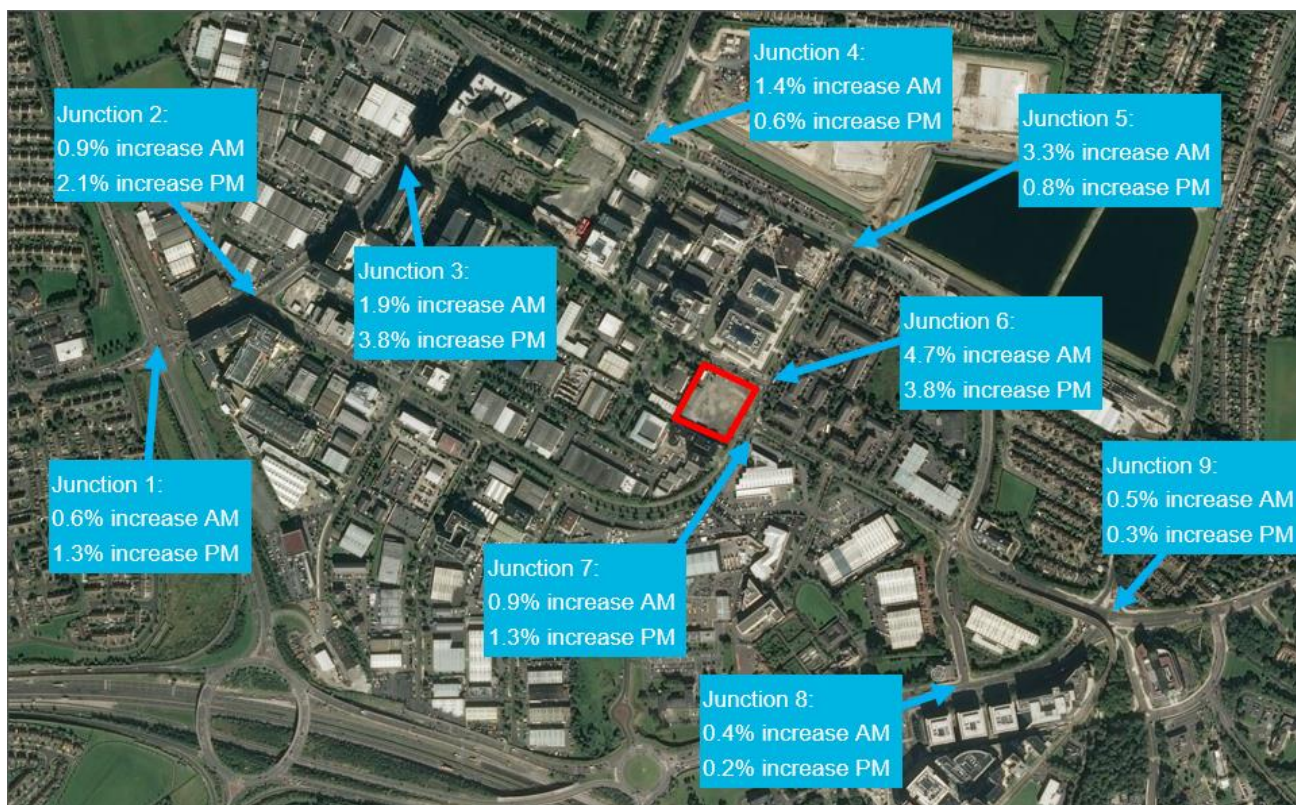 Junction 4:
1.4% increase AM
0.6% increase PM
Junction 2:
0.9% increase AM
2.1% increase PM
Junction 5:
3.3% increase AM
0.8% increase PM
Junction 3:
1.9% increase AM
3.8% increase PM
Junction 6:
4.7% increase AM
3.8% increase PM
Junction 1:
0.6% increase AM
1.3% increase PM
Junction 9:
0.5% increase AM
0.3% increase PM
Junction 7:
0.9% increase AM
1.3% increase PM
Junction 8:
0.4% increase AM
0.2% increase PM